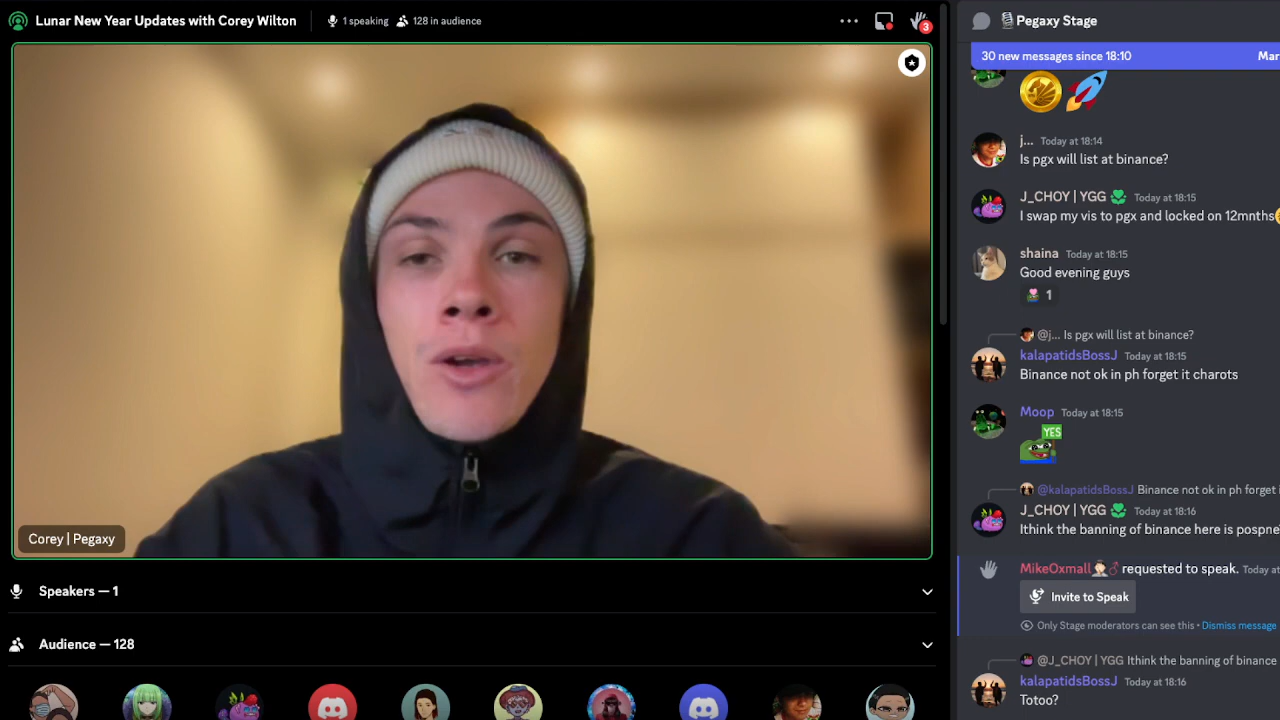 Lunar New Year Updates with Corey Wilton
1 speaking
128 in audience
3
Corey | Pegaxy
Speakers — 1
Audience — 128
Pegaxy Stage
30 new messages since 18:10
Mar
j... Today at 18:14
Is pgx will list at binance?
J_CHOY | YGG Today at 18:15
I swap my vis to pgx and locked on 12mnths
shaina Today at 18:15
Good evening guys
1
@j... Is pgx will list at binance?
kalapatidsBossJ Today at 18:15
Binance not ok in ph forget it charots
Moop Today at 18:15
YES
@kalapatidsBossJ Binance not ok in ph forget i
J_CHOY | YGG Today at 18:16
Ithink the banning of binance here is pospne
MikeOxmall requested to speak. Today at
Invite to Speak
Only Stage moderators can see this • Dismiss message
@J_CHOY | YGG Ithink the banning of binance
kalapatidsBossJ Today at 18:16
Totoo?